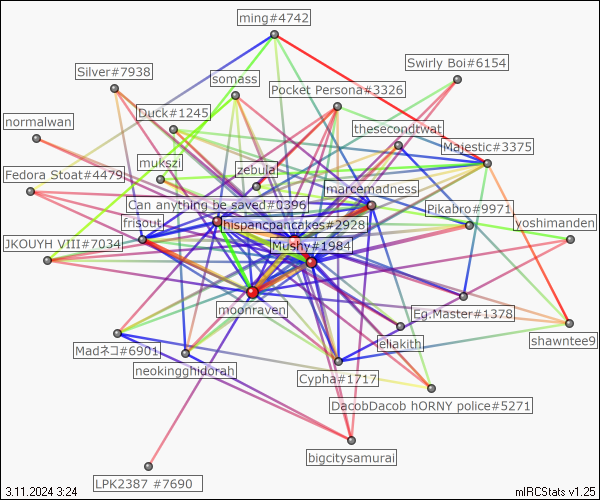 ming#4742
Swirly Boi#6154
Silver#7938
somass
Pocket Persona#3326
Duck#1245
normalwan
thesecondtwat
Majestic#3375
mukszi
zebula
Fedora Stoat#4479
marcemadness
Can anything be saved#0396
Pikabro#9971
frisout
hispancpancakes#2928
yoshimanden
JKOUYH VIII#7034
Mushy#1984
moonraven
Eg.Master#1378
shawntee9
eliakith
Madネコ#6901
neokingghidorah
Cypha#1717
DacobDacob hORNY police#5271
bigcitysamurai
LPK2387 #7690
3.11.2024 3:24
mIRCStats v1.25